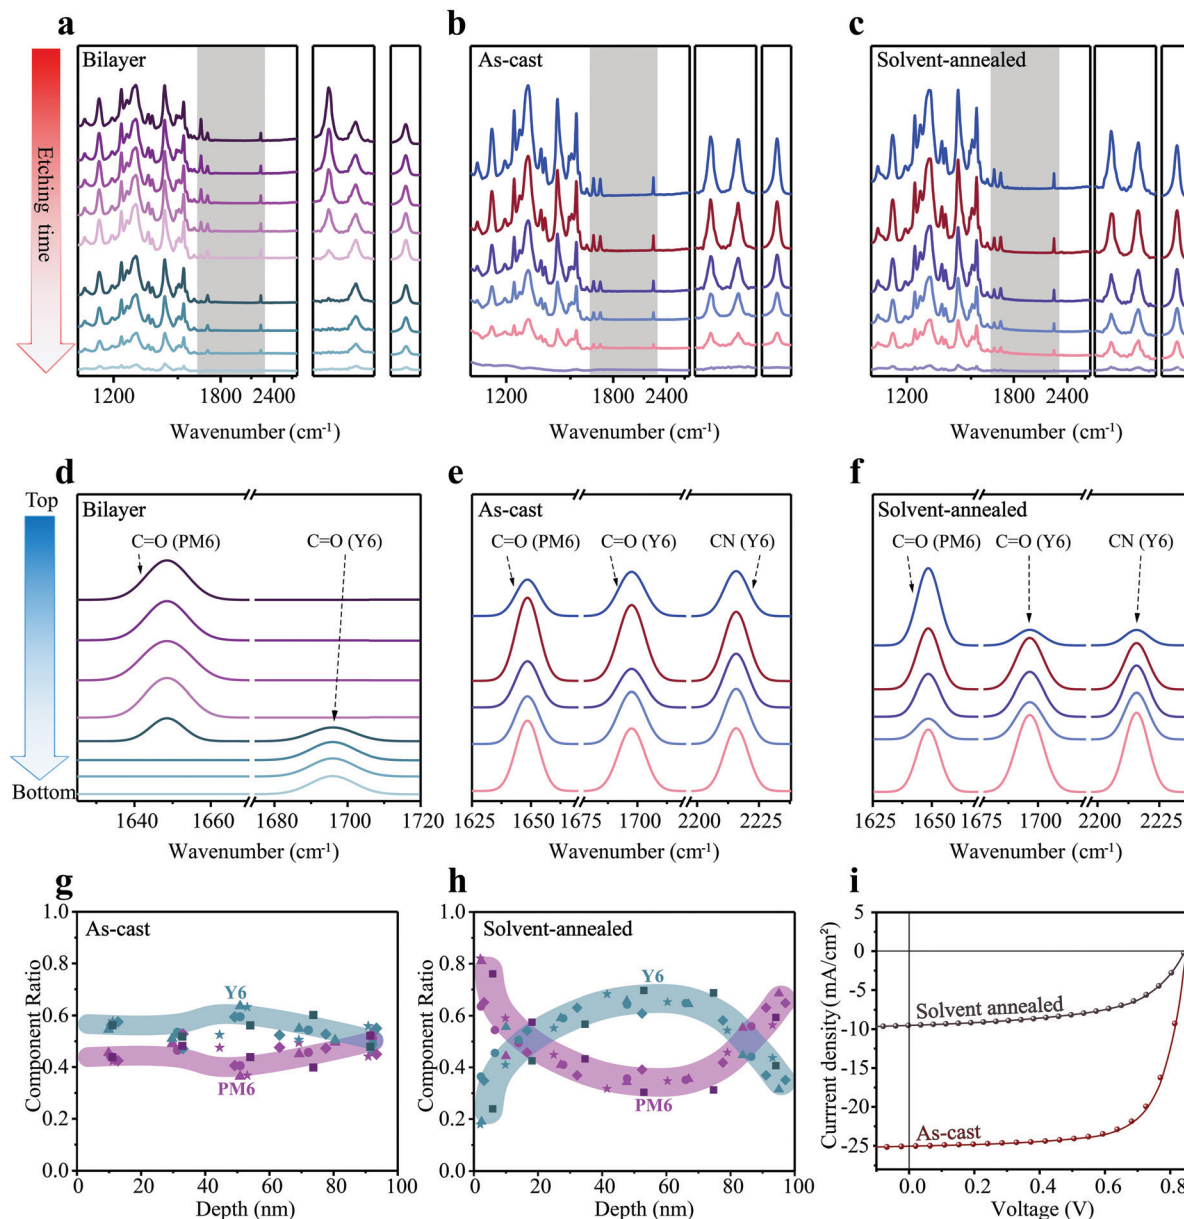 a
b
c
Bilayer
As-cast
Solvent-annealed
Etching time
1200 1800 2400
1200 1800 2400
1200 1800 2400
Wavenumber (cm-1)
Wavenumber (cm-1)
Wavenumber (cm-1)
d
e
f
Top
Bottom
Bilayer
C=O (PM6)
C=O (Y6)
As-cast
C=O (PM6)
C=O (Y6)
CN (Y6)
Solvent-annealed
C=O (PM6)
C=O (Y6)
CN (Y6)
1640 1660 1680 1700 1720
1625 1650 1675 1700 2200 2225
1625 1650 1675 1700 2200 2225
Wavenumber (cm-1)
Wavenumber (cm-1)
Wavenumber (cm-1)
g
As-cast
Component Ratio
1.0
0.8
0.6
0.4
0.2
0.0
Y6
PM6
0 20 40 60 80 100
Depth (nm)
h
Solvent-annealed
Component Ratio
1.0
0.8
0.6
0.4
0.2
0.0
Y6
PM6
0 20 40 60 80 100
Depth (nm)
i
Currrent density(mA/cm²)
5
0
-5
-10
-15
-20
-25
Solvent annealed
As-cast
0.0 0.2 0.4 0.6 0.8
Voltage (V)